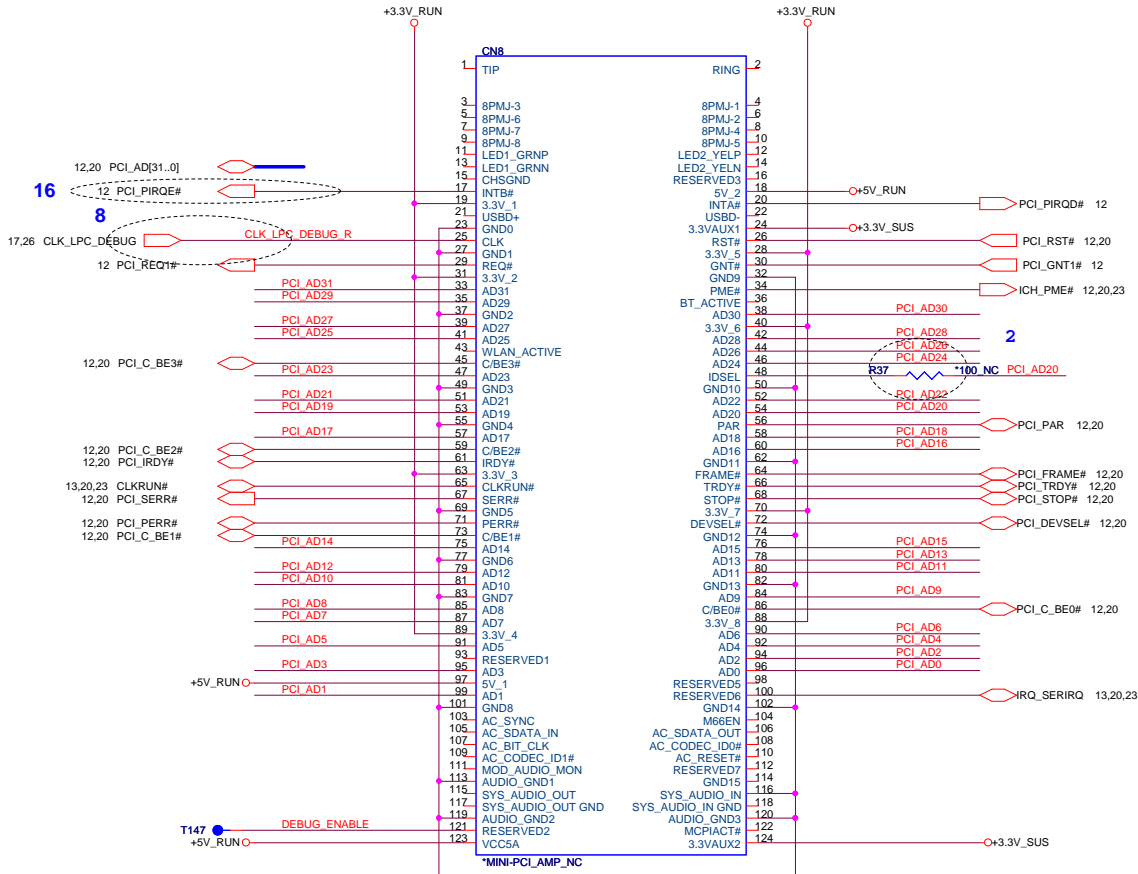 +3.3V_RUN +3.3V_RUN
CN8
1 TIP RING 2
3 8PMJ-3 8PMJ-1 4
5 8PMJ-6 8PMJ-2 6
7 8PMJ-7 8PMJ-4 8
9 8PMJ-8 8PMJ-5 10
11 LED1_GRNP LED2_YELP 12
12,20 PCI_AD[31..0] 13 LED1_GRNN LED2_YELN 14
15 CHSGND RESERVED3 16
16 12 PCI_PIRQE# 17 INTB# 5V_2 18 +5V_RUN
19 3.3V_1 INTA# 20 PCI_PIRQD# 12
8 21 USBD+ USBD- 22
23 GND0 3.3VAUX1 24 +3.3V_SUS
17,26 CLK_LPC_DEBUG CLK_LPC_DEBUG_R 25 CLK RST# 26 PCI_RST# 12,20
27 GND1 3.3V_5 28
12 PCI_REQ1# 29 REQ# GNT# 30 PCI_GNT1# 12
31 3.3V_2 GND9 32
PCI_AD31 33 AD31 PME# 34 ICH_PME# 12,20,23
PCI_AD29 35 AD29 BT_ACTIVE 36
37 GND2 AD30 38 PCI_AD30
PCI_AD27 39 AD27 3.3V_6 40
PCI_AD25 41 AD25 AD28 42 PCI_AD28 2
43 WLAN_ACTIVE AD26 44 PCI_AD26
12,20 PCI_C_BE3# 45 C/BE3# AD24 46 PCI_AD24
PCI_AD23 47 AD23 IDSEL 48 R37 *100_NC PCI_AD20
49 GND3 GND10 50
PCI_AD21 51 AD21 AD22 52 PCI_AD22
PCI_AD19 53 AD19 AD20 54 PCI_AD20
55 GND4 PAR 56 PCI_PAR 12,20
PCI_AD17 57 AD17 AD18 58 PCI_AD18
12,20 PCI_C_BE2# 59 C/BE2# AD16 60 PCI_AD16
12,20 PCI_IRDY# 61 IRDY# GND11 62
63 3.3V_3 FRAME# 64 PCI_FRAME# 12,20
13,20,23 CLKRUN# 65 CLKRUN# TRDY# 66 PCI_TRDY# 12,20
12,20 PCI_SERR# 67 SERR# STOP# 68 PCI_STOP# 12,20
69 GND5 3.3V_7 70
12,20 PCI_PERR# 71 PERR# DEVSEL# 72 PCI_DEVSEL# 12,20
12,20 PCI_C_BE1# 73 C/BE1# GND12 74
PCI_AD14 75 AD14 AD15 76 PCI_AD15
77 GND6 AD13 78 PCI_AD13
PCI_AD12 79 AD12 AD11 80 PCI_AD11
PCI_AD10 81 AD10 GND13 82
83 GND7 AD9 84 PCI_AD9
PCI_AD8 85 AD8 C/BE0# 86 PCI_C_BE0# 12,20
PCI_AD7 87 AD7 3.3V_8 88
89 3.3V_4 AD6 90 PCI_AD6
PCI_AD5 91 AD5 AD4 92 PCI_AD4
93 RESERVED1 AD2 94 PCI_AD2
PCI_AD3 95 AD3 AD0 96 PCI_AD0
+5V_RUN 97 5V_1 RESERVED5 98
PCI_AD1 99 AD1 RESERVED6 100 IRQ_SERIRQ 13,20,23
101 GND8 GND14 102
103 AC_SYNC M66EN 104
105 AC_SDATA_IN AC_SDATA_OUT 106
107 AC_BIT_CLK AC_CODEC_ID0# 108
109 AC_CODEC_ID1# AC_RESET# 110
111 MOD_AUDIO_MON RESERVED7 112
113 AUDIO_GND1 GND15 114
115 SYS_AUDIO_OUT SYS_AUDIO_IN 116
117 SYS_AUDIO_OUT GND SYS_AUDIO_IN GND 118
119 AUDIO_GND2 AUDIO_GND3 120
T147 DEBUG_ENABLE 121 RESERVED2 MCPIACT# 122
+5V_RUN 123 VCC5A 3.3VAUX2 124 +3.3V_SUS
*MINI-PCI_AMP_NC